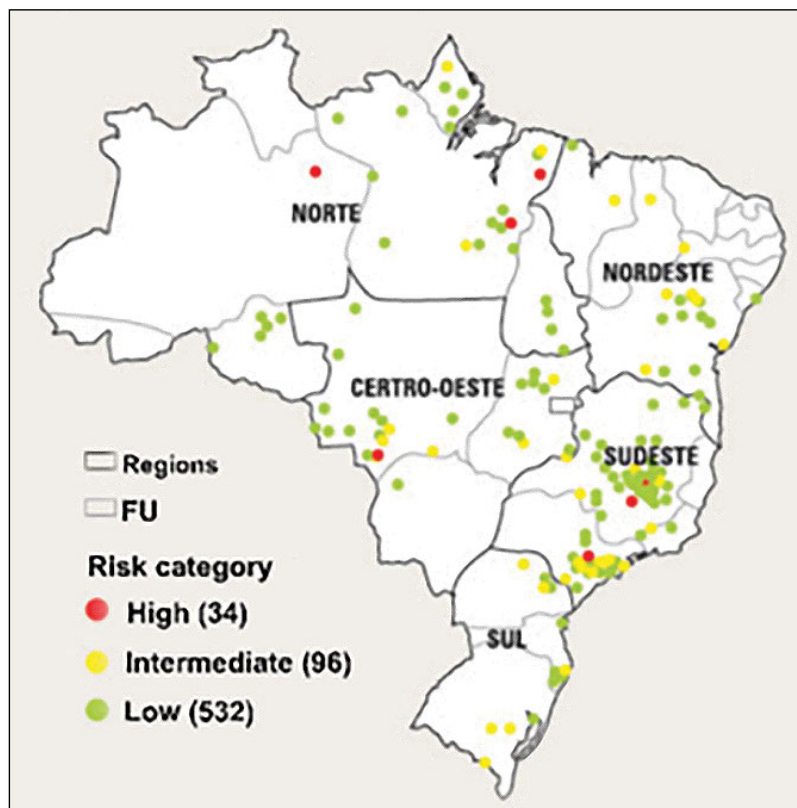 NORTE
NORDESTE
CERTRO-OESTE
SUDESTE
SUL
Regions
FU
Risk category
High (34)
Intermediate (96)
Low (532)